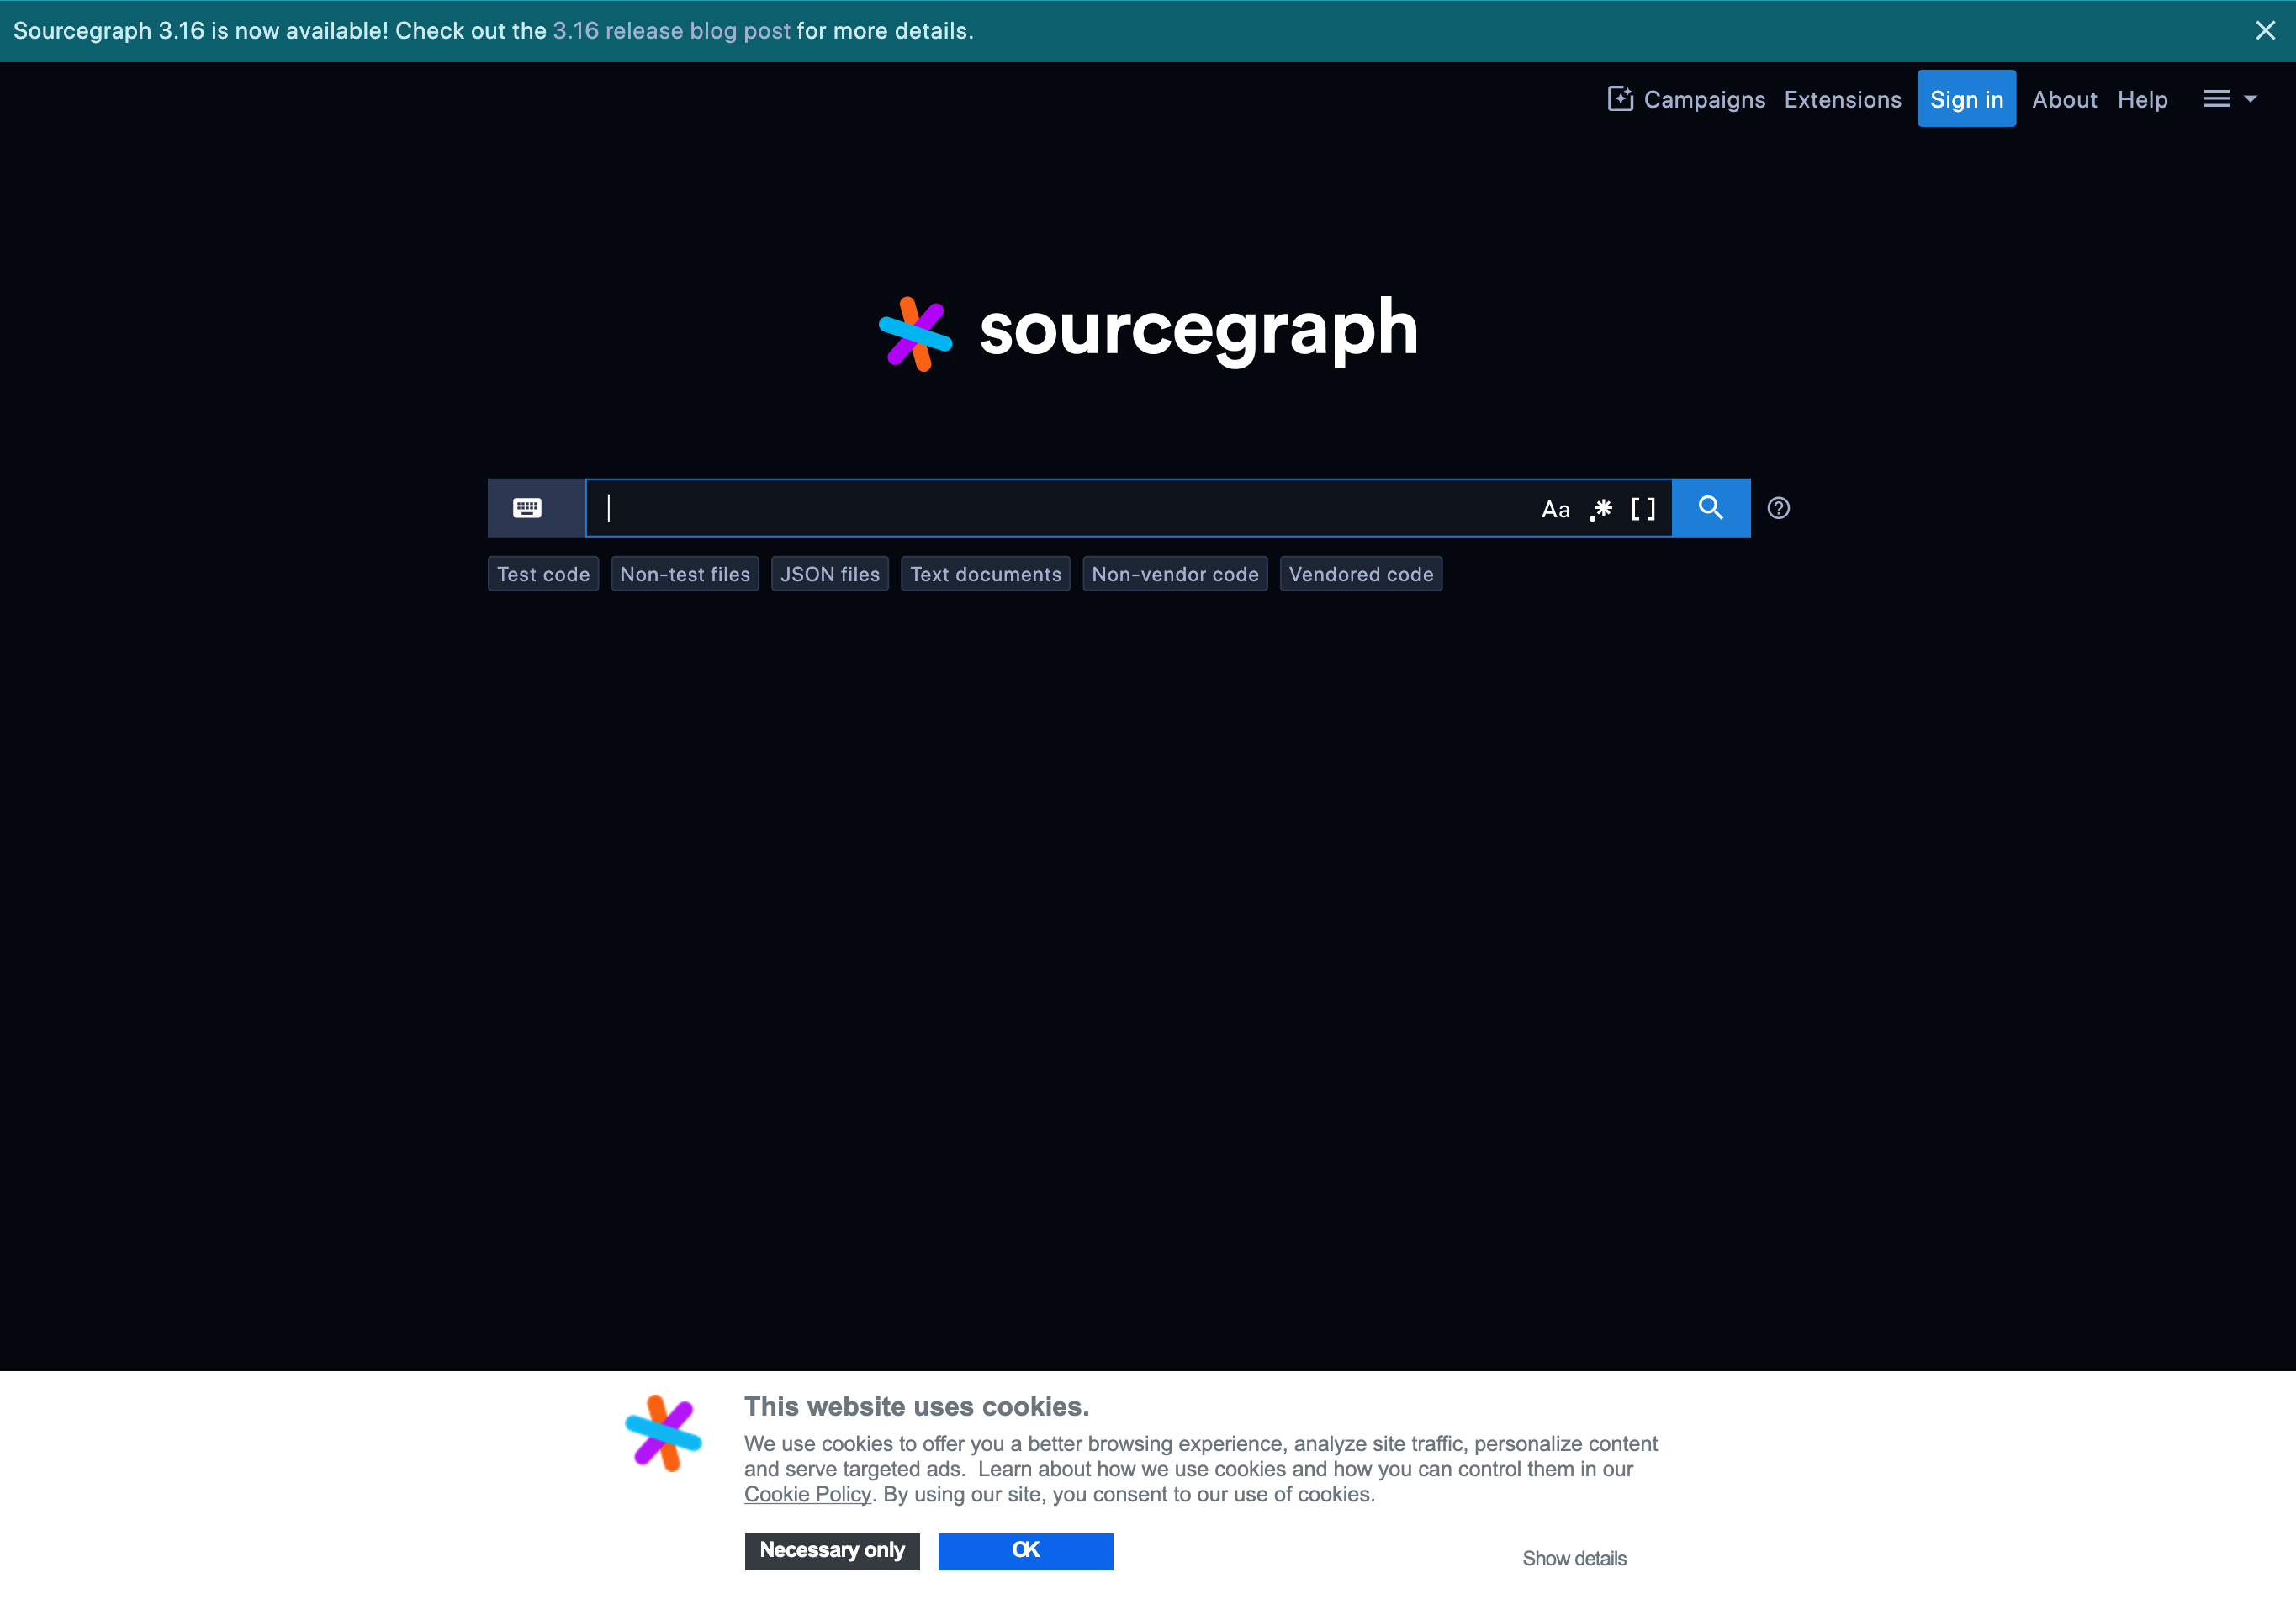 Sourcegraph 3.16 is now available! Check out the 3.16 release blog post for more details.
Campaigns Extensions Sign in About Help
sourcegraph
Aa .* [ ]
Test code Non-test files JSON files Text documents Non-vendor code Vendored code
This website uses cookies.
We use cookies to offer you a better browsing experience, analyze site traffic, personalize content
and serve targeted ads. Learn about how we use cookies and how you can control them in our
Cookie Policy. By using our site, you consent to our use of cookies.
Necessary only OK Show details